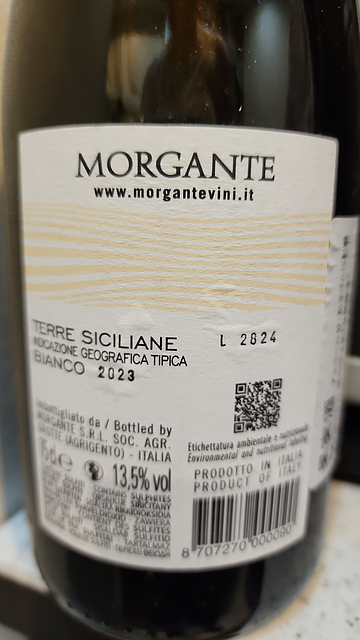 MORGANTE
www.morgantevini.it
TERRE SICILIANE
INDICAZIONE GEOGRAFICA TIPICA
BIANCO 2023
L 2824
Imbottigliato da / Bottled by
MORGANTE S.R.L. SOC. AGR.
GROTTE (AGRIGENTO) - ITALIA
75cl e 13,5% vol
CONTAINS SULPHITES
Etichettatura ambientale e nutrizionale
Environmental and nutritional labeling
PRODOTTO IN ITALIA
PRODUCT OF ITALY
8 707270 000090